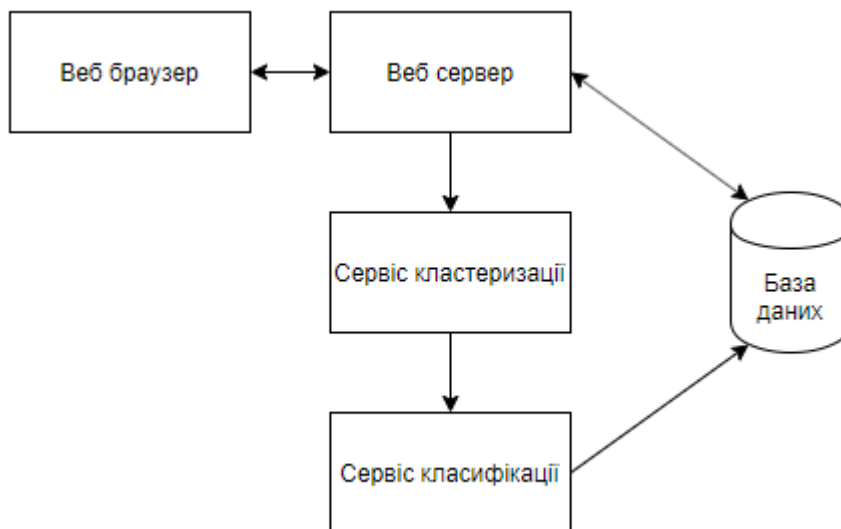 Веб браузер
Веб сервер
Сервіс кластеризації
База
даних
Сервіс класифікації